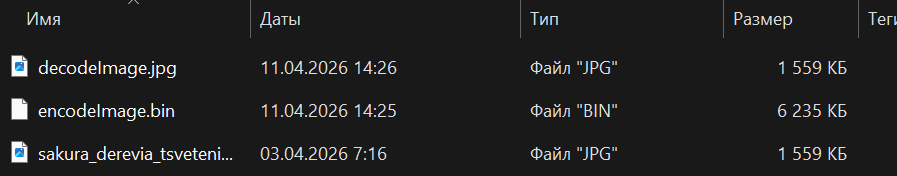 Имя Даты Тип Размер Теги
decodeImage.jpg 11.04.2026 14:26 Файл "JPG" 1 559 КБ
encodeImage.bin 11.04.2026 14:25 Файл "BIN" 6 235 КБ
sakura_derevia_tsveteni... 03.04.2026 7:16 Файл "JPG" 1 559 КБ